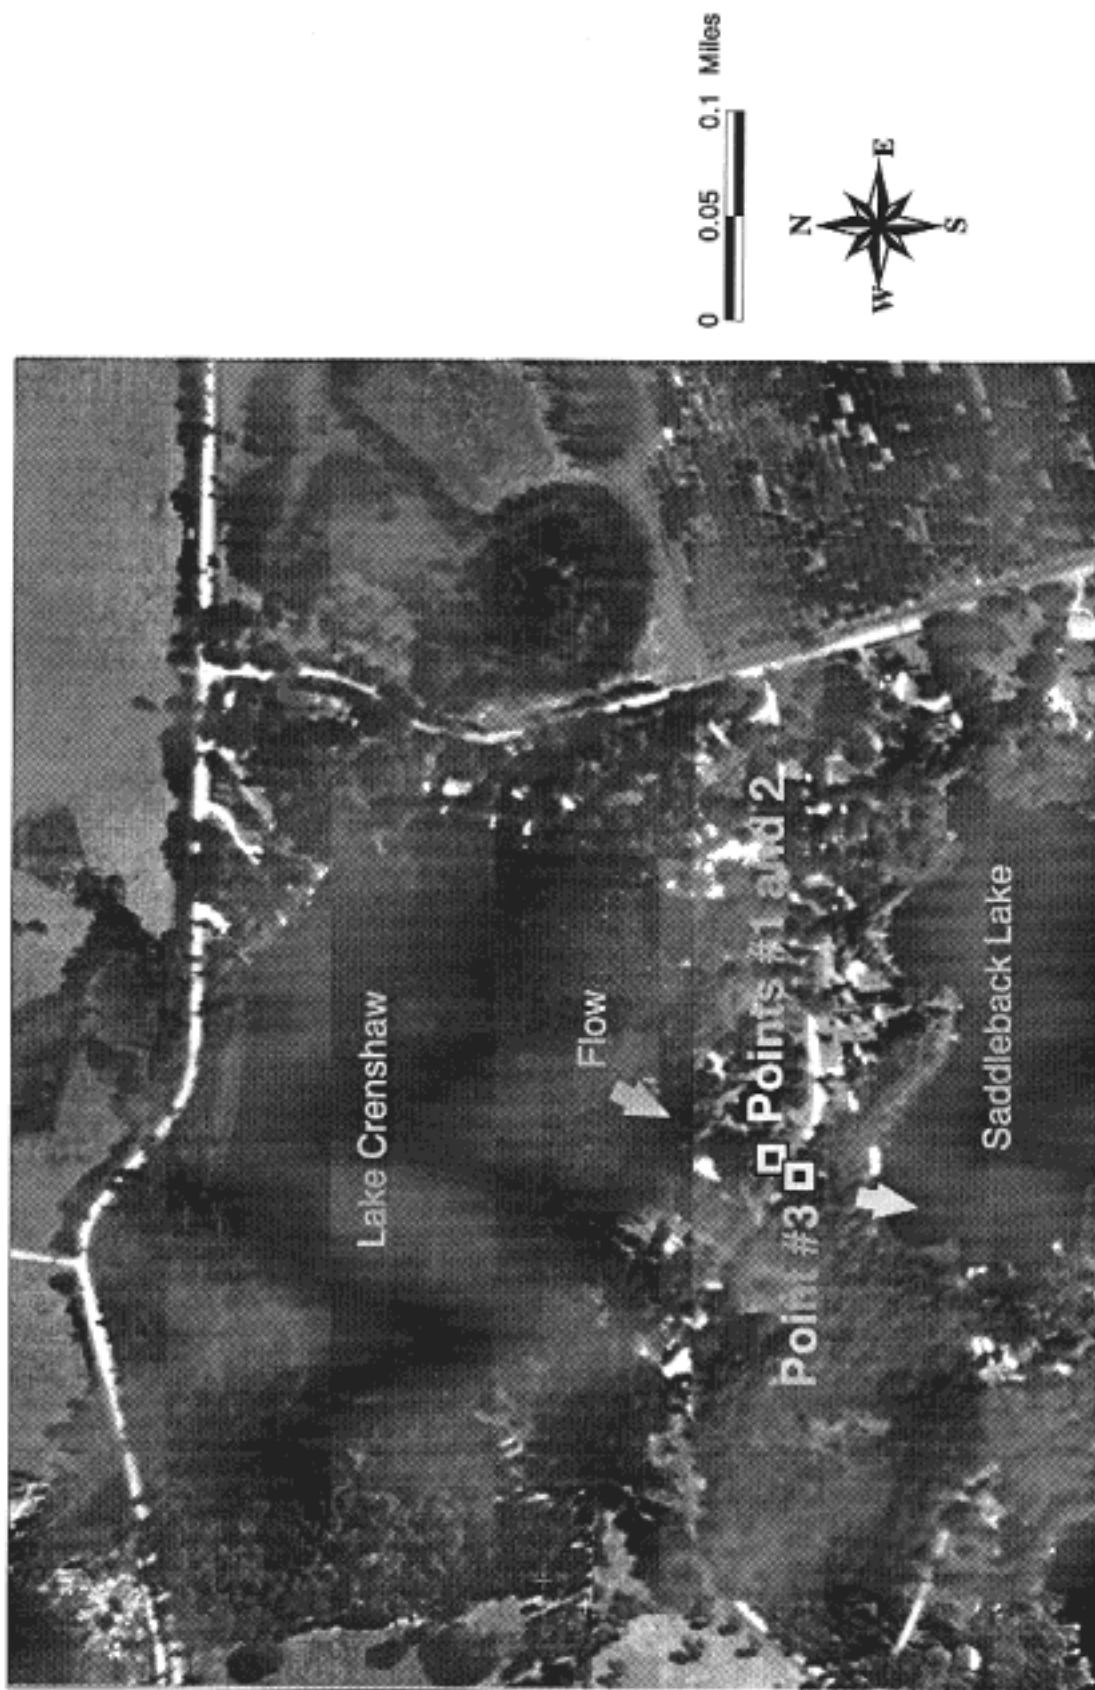 Lake Crenshaw
Flow
Points #1 and 2
Point #3
Saddleback Lake
0 0.05 0.1 Miles
N
W E
S